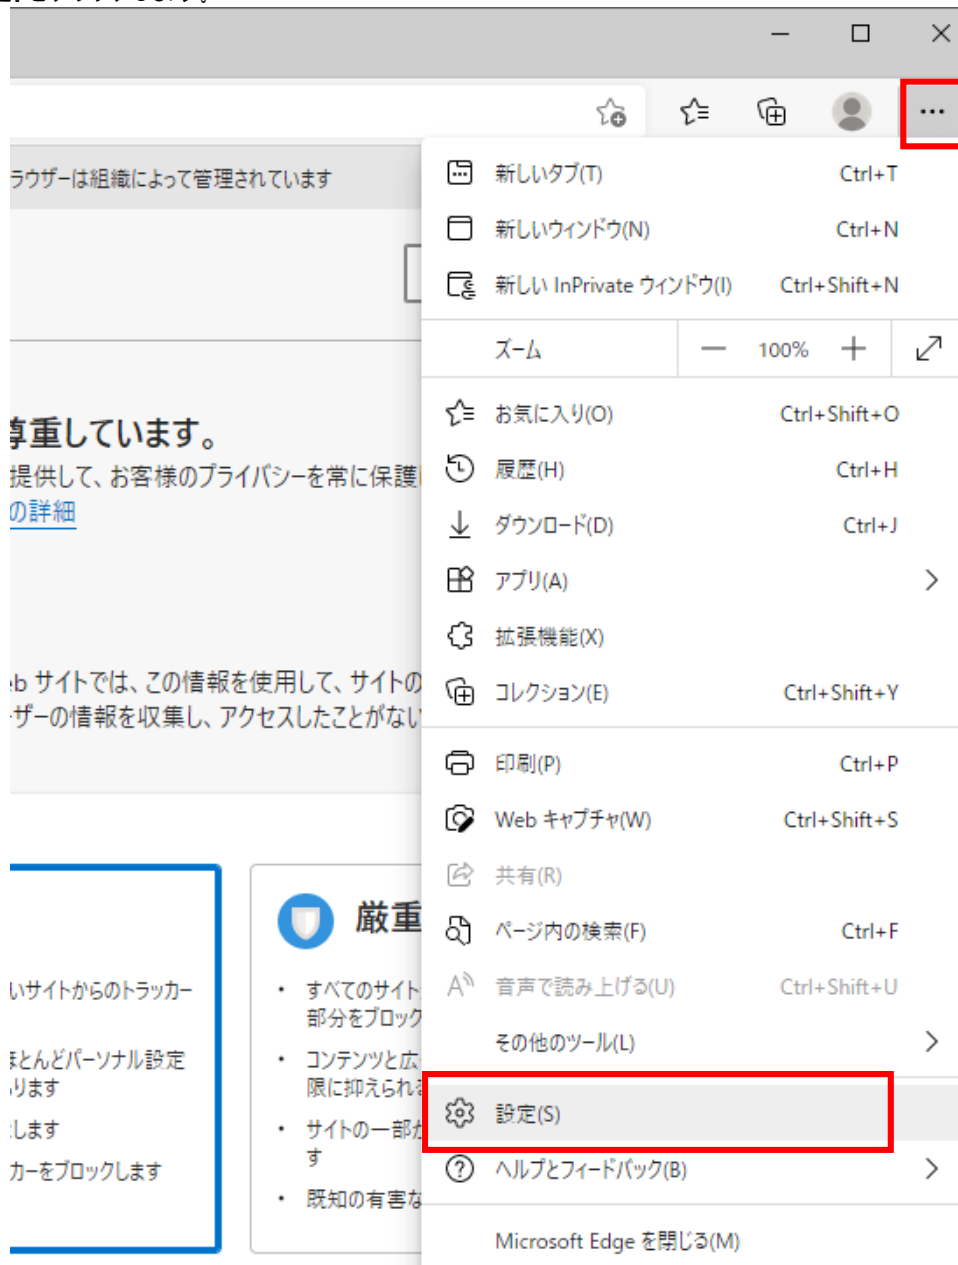 をクリックします。
ラウザーは組織によって管理されています
尊重しています。
提供して、お客様のプライバシーを常に保護
の詳細
eb サイトでは、この情報を使用して、サイトの
ーザーの情報を収集し、アクセスしたことがない
いサイトからのトラッカー
ほとんどパーソナル設定
ります
します
カーをブロックします
厳重
• すべてのサイト
部分をブロック
• コンテンツと広
限に抑えられる
• サイトの一部が
す
• 既知の有害な
新しいタブ(T) Ctrl+T
新しいウィンドウ(N) Ctrl+N
新しい InPrivate ウィンドウ(I) Ctrl+Shift+N
ズーム 100%
お気に入り(O) Ctrl+Shift+O
履歴(H) Ctrl+H
ダウンロード(D) Ctrl+J
アプリ(A)
拡張機能(X)
コレクション(E) Ctrl+Shift+Y
印刷(P) Ctrl+P
Web キャプチャ(W) Ctrl+Shift+S
共有(R)
ページ内の検索(F) Ctrl+F
音声で読み上げる(U) Ctrl+Shift+U
その他のツール(L)
設定(S)
ヘルプとフィードバック(B)
Microsoft Edge を閉じる(M)